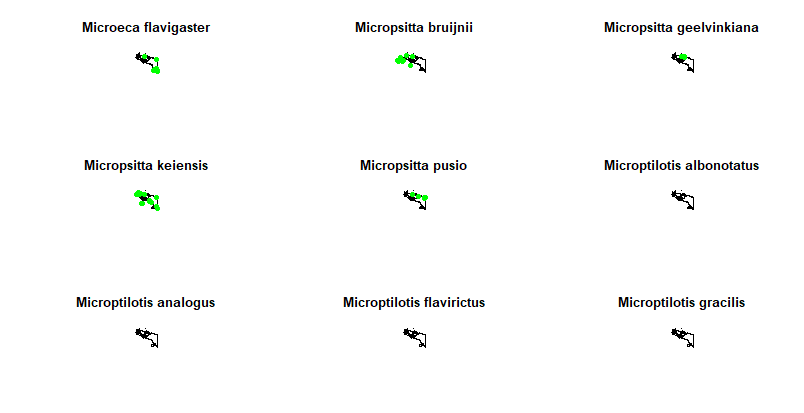 Microeca flavigaster
Micropsitta bruijnii
Micropsitta geelvinkiana
Micropsitta keiensis
Micropsitta pusio
Microptilotis albonotatus
Microptilotis analogus
Microptilotis flavirictus
Microptilotis gracilis